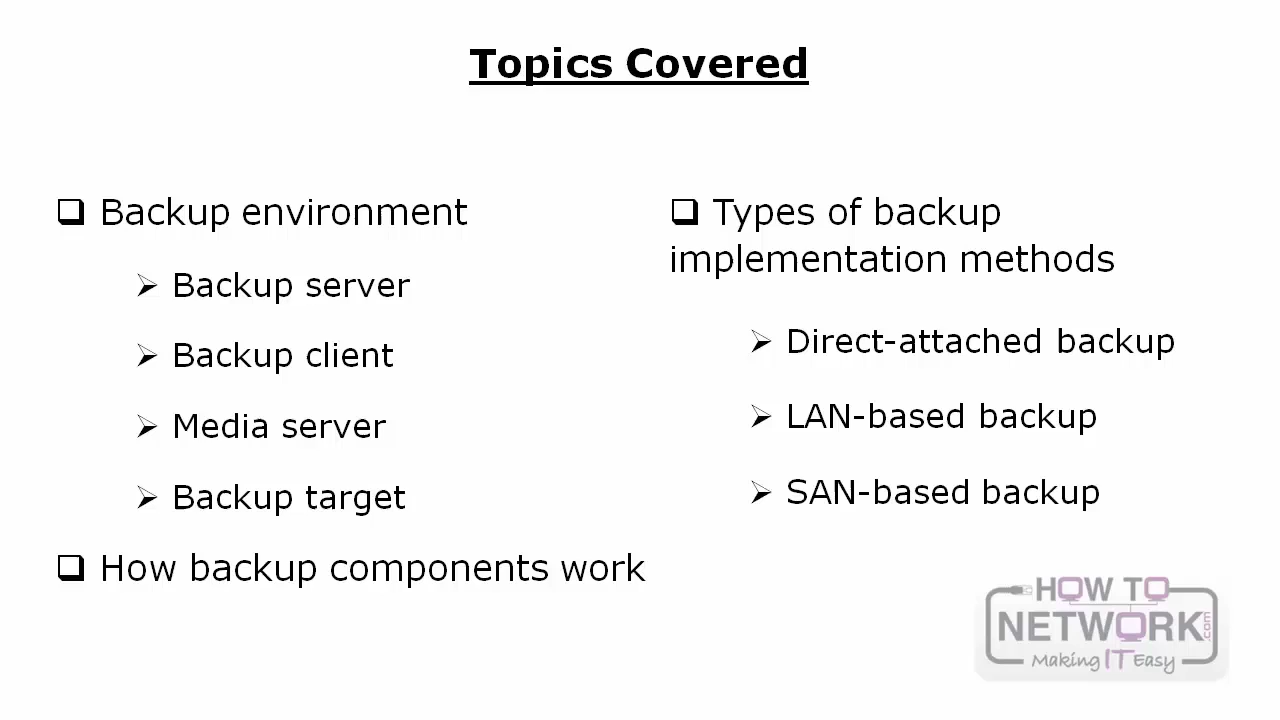 Topics Covered
❑ Backup environment
➢ Backup server
➢ Backup client
➢ Media server
➢ Backup target
❑ How backup components work
❑ Types of backup
implementation methods
➢ Direct-attached backup
➢ LAN-based backup
➢ SAN-based backup
HOW TO
NETWORK.com
Making IT Easy